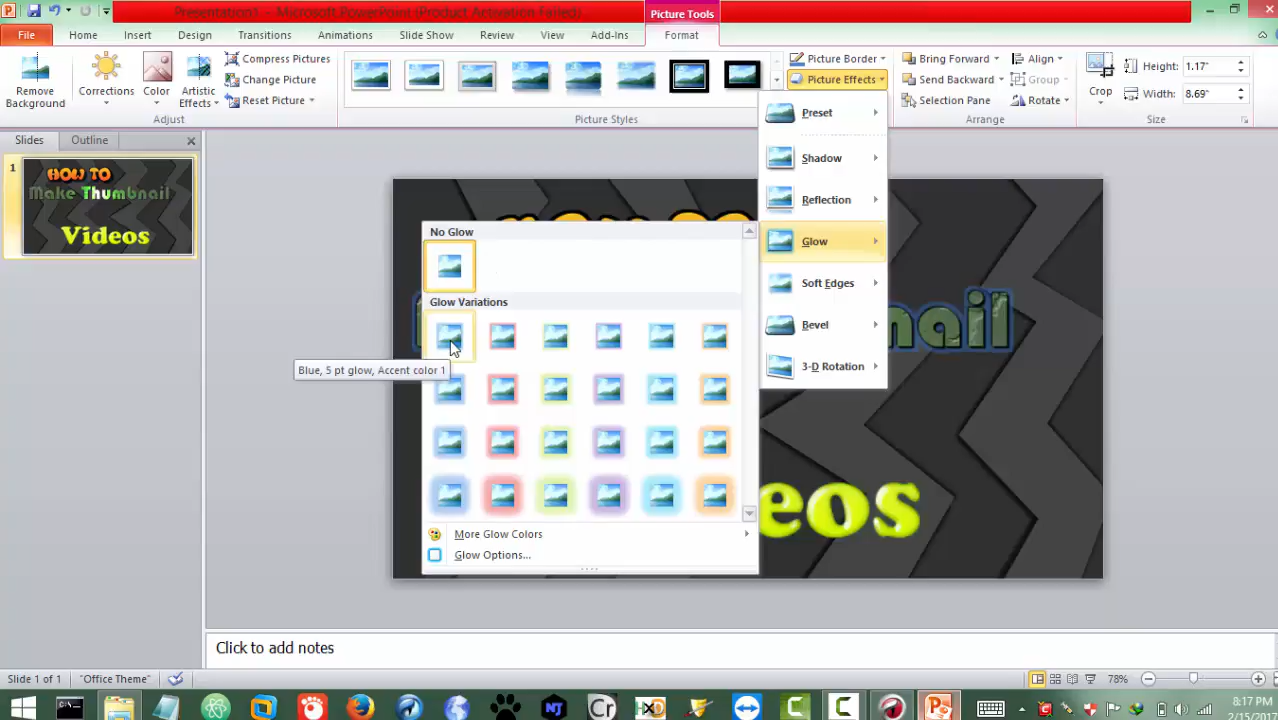 Presentation1 - Microsoft PowerPoint (Product Activation Failed)
Picture Tools
File Home Insert Design Transitions Animations Slide Show Review View Add-Ins Format
Remove Background
Corrections
Color
Artistic Effects
Compress Pictures
Change Picture
Reset Picture
Adjust
Picture Styles
Picture Border
Picture Effects
Bring Forward
Send Backward
Selection Pane
Align
Group
Rotate
Arrange
Crop
Height: 1.17"
Width: 8.69"
Size
Slides Outline
1
HOW TO
Make Thumbnail
Videos
Preset
Shadow
Reflection
Glow
Soft Edges
Bevel
3-D Rotation
No Glow
Glow Variations
Blue, 5 pt glow, Accent color 1
More Glow Colors
Glow Options...
nail
eos
Click to add notes
Slide 1 of 1 "Office Theme" 78%
8:17 PM